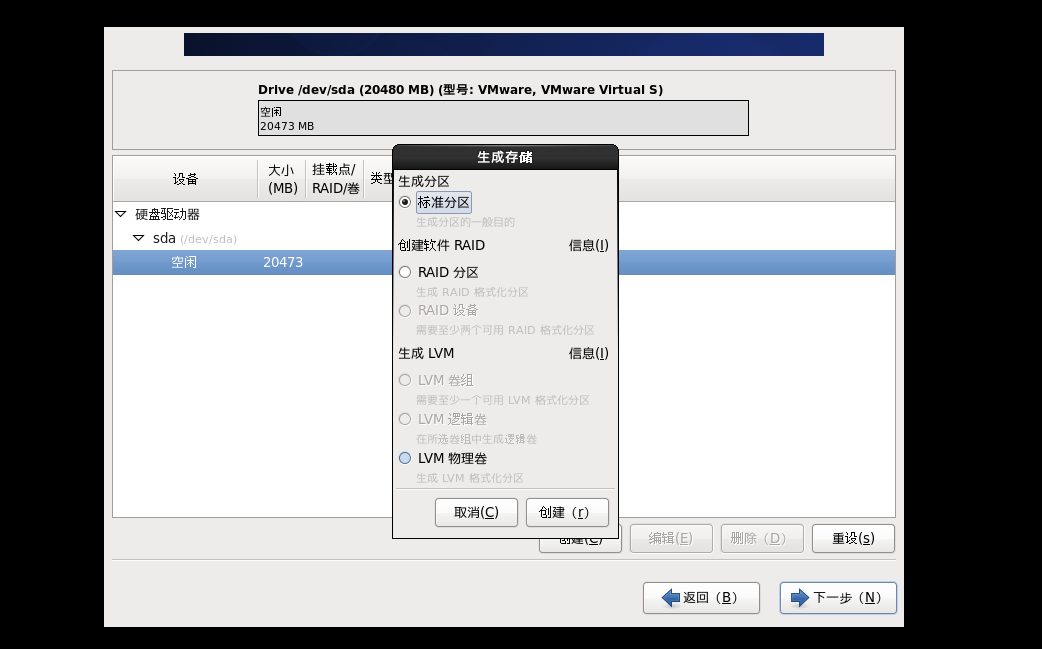 Drive /dev/sda (20480 MB) (型号: VMware, VMware Virtual S)
空闲
20473 MB
设备
大小
(MB)
挂载点/
RAID/卷
类型
硬盘驱动器
sda (/dev/sda)
空闲 20473
生成存储
生成分区
标准分区
生成分区的一般目的
创建软件 RAID 信息(I)
RAID 分区
生成 RAID 格式化分区
RAID 设备
需要至少两个可用 RAID 格式化分区
生成 LVM 信息(I)
LVM 卷组
需要至少一个可用 LVM 格式化分区
LVM 逻辑卷
在所选卷组中生成逻辑卷
LVM 物理卷
生成 LVM 格式化分区
取消(C) 创建（r）
创建(C) 编辑(E) 删除（D） 重设(s)
返回（B） 下一步（N）